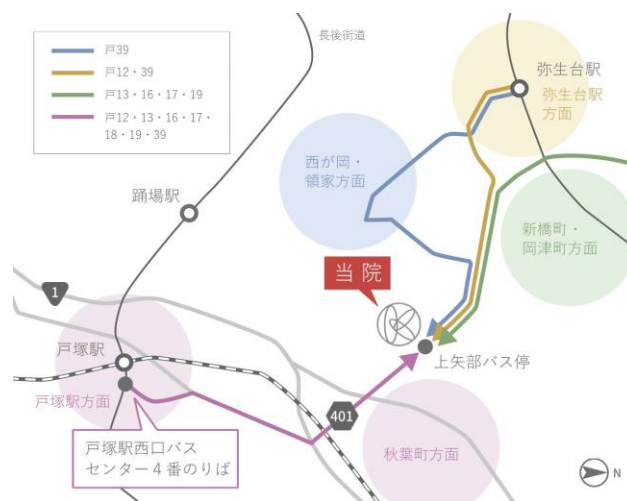 戸39
戸12・39
戸13・16・17・19
戸12・13・16・17・
18・19・39
長後街道
弥生台駅
弥生台駅
方面
西が岡・
領家方面
踊場駅
新橋町・
岡津町方面
当院
1
戸塚駅
上矢部バス停
戸塚駅方面
401
戸塚駅西口バス
センター4番のりば
秋葉町方面
N